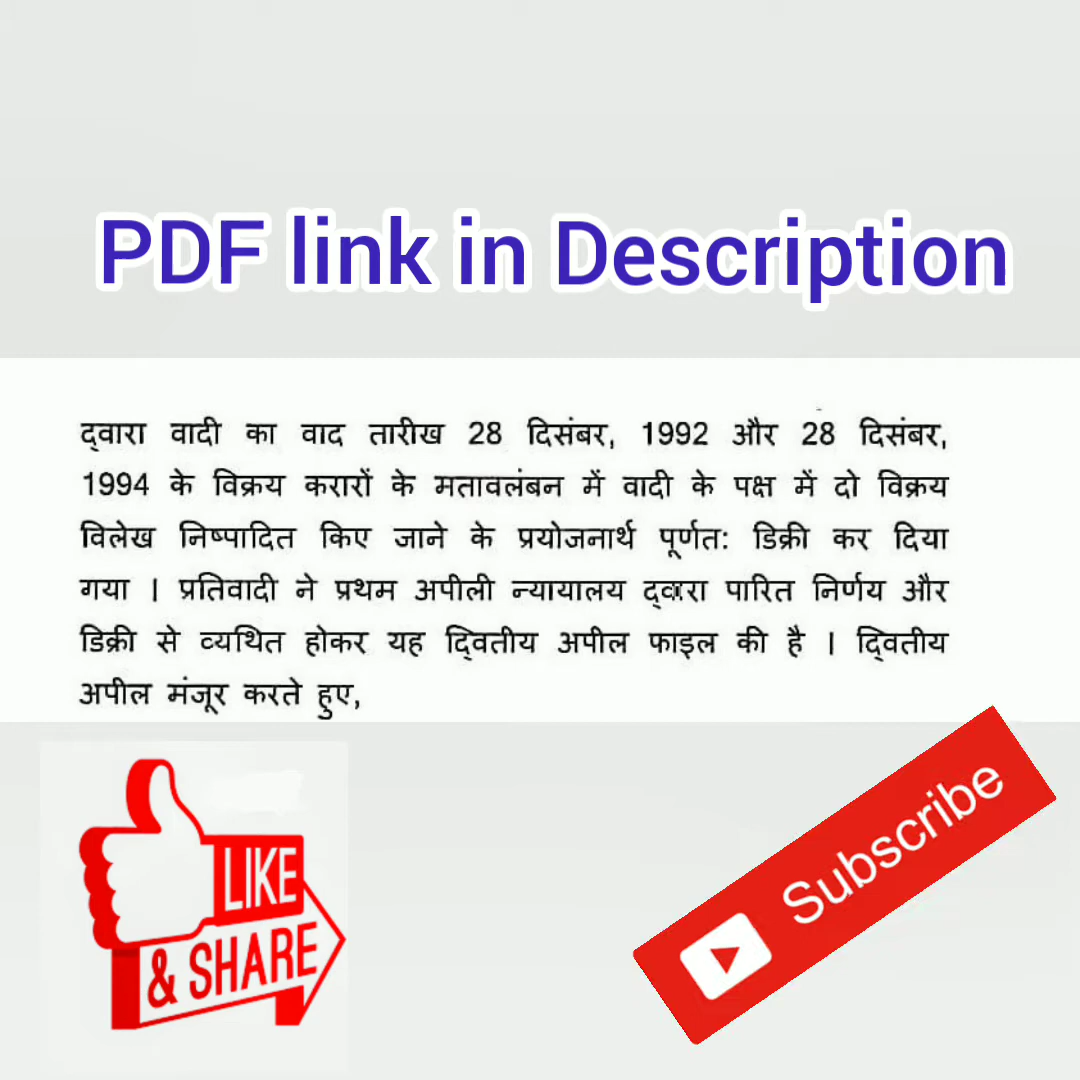 PDF link in Description
द्वारा वादी का वाद तारीख 28 दिसंबर, 1992 और 28 दिसंबर,
1994 के विक्रय करारों के मतावलंबन में वादी के पक्ष में दो विक्रय
विलेख निष्पादित किए जाने के प्रयोजनार्थ पूर्णत: डिक्री कर दिया
गया । प्रतिवादी ने प्रथम अपीली न्यायालय द्वारा पारित निर्णय और
डिक्री से व्यथित होकर यह द्वितीय अपील फाइल की है । द्वितीय
अपील मंजूर करते हुए,
LIKE
& SHARE
Subscribe